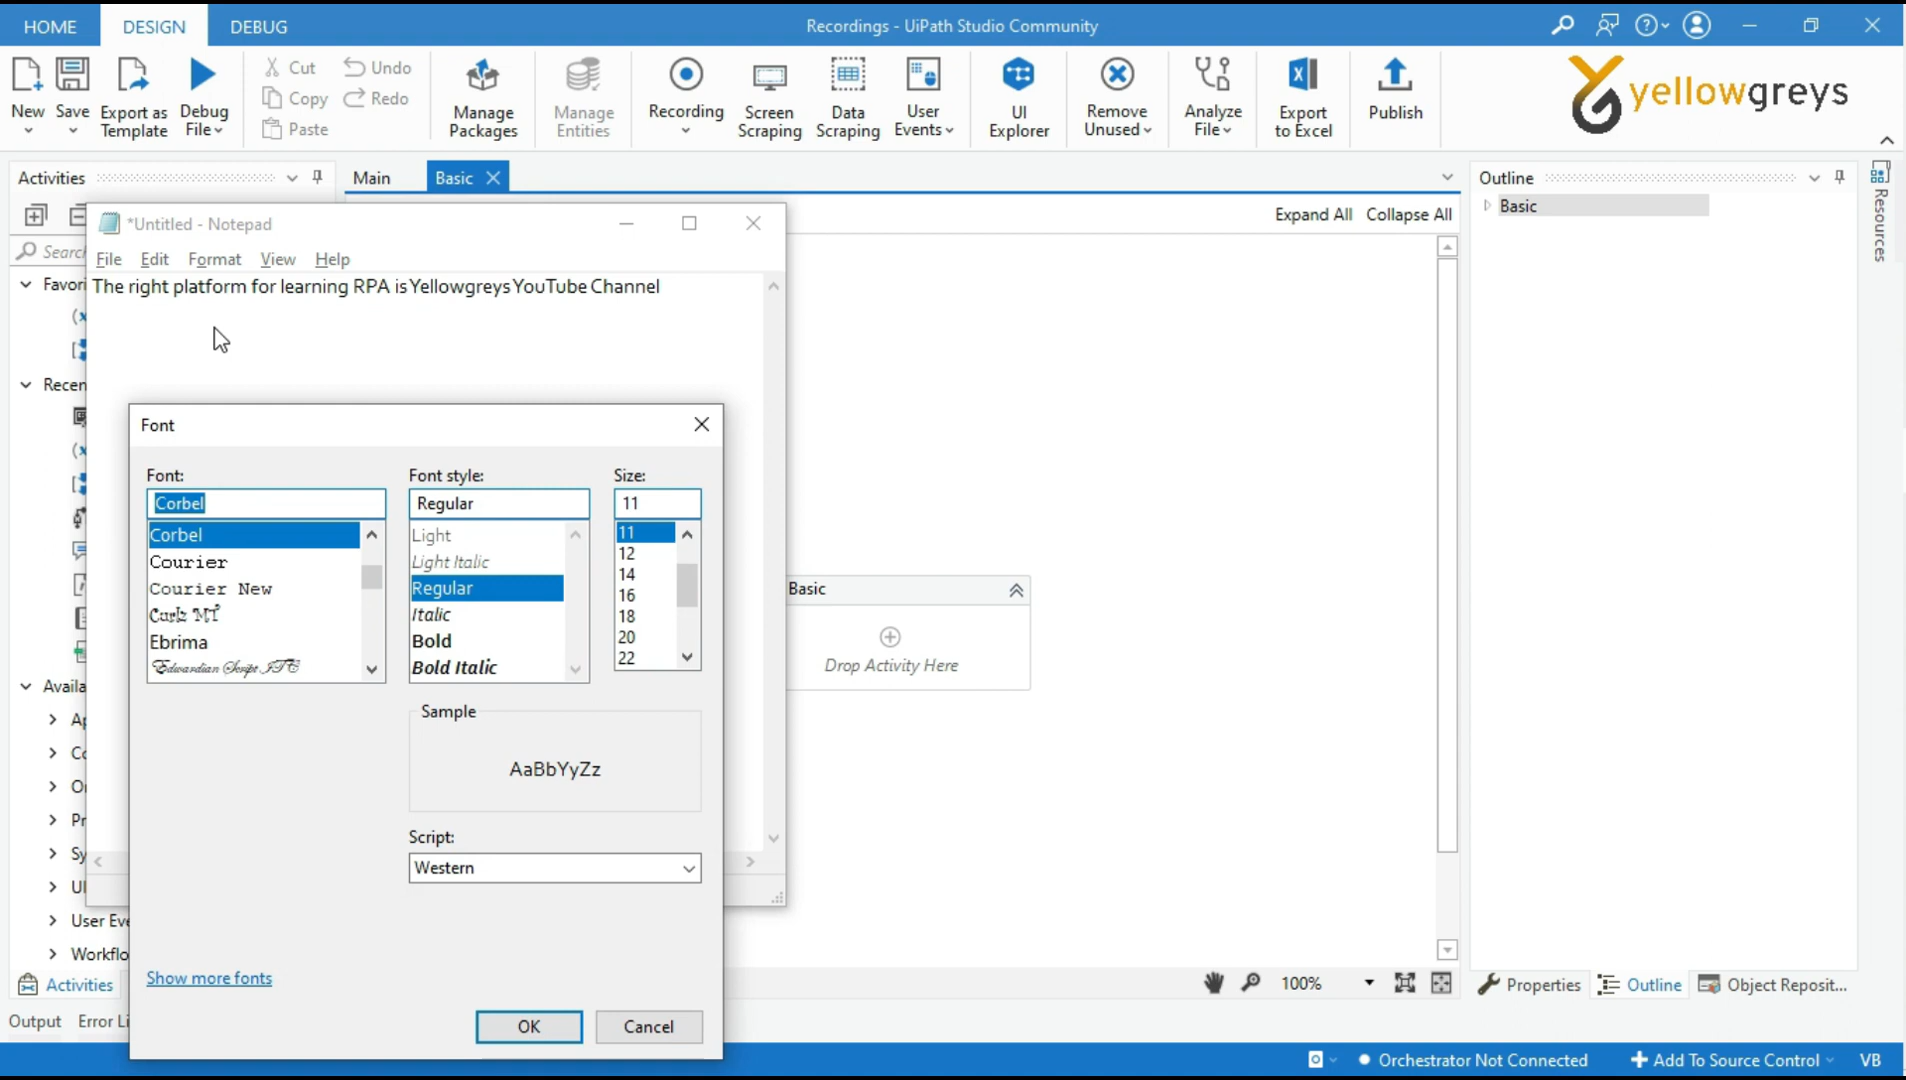 HOME DESIGN DEBUG Recordings - UiPath Studio Community
New Save Export as Template Debug File Cut Copy Paste Undo Redo Manage Packages Manage Entities Recording Screen Scraping Data Scraping User Events UI Explorer Remove Unused Analyze File Export to Excel Publish yellowgreys
Activities Main Basic Outline
Expand All Collapse All Basic
Resources
*Untitled - Notepad
File Edit Format View Help
The right platform for learning RPA is Yellowgreys YouTube Channel
Font
Font: Font style: Size:
Corbel Regular 11
Corbel Light 11
Courier Light Italic 12
Courier New Regular 14
Curlz MT Italic 16
Ebrima Bold 18
Edwardian Script ITC Bold Italic 20
22
Basic
Drop Activity Here
Sample
AaBbYyZz
Script:
Western
Show more fonts
OK Cancel
100%
Activities Properties Outline Object Reposit...
Output
Orchestrator Not Connected Add To Source Control VB